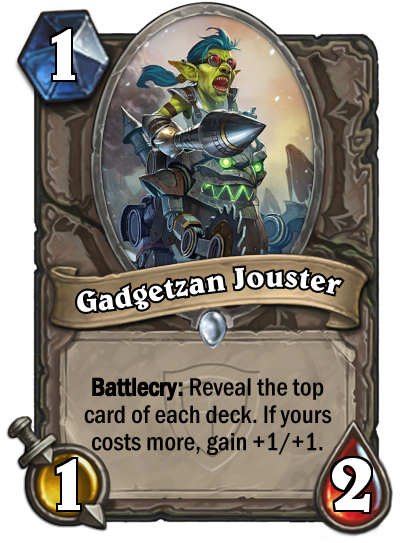 1
Gadgetzan Jouster
Battlecry: Reveal the top
card of each deck. If yours
costs more, gain +1/+1.
1
2